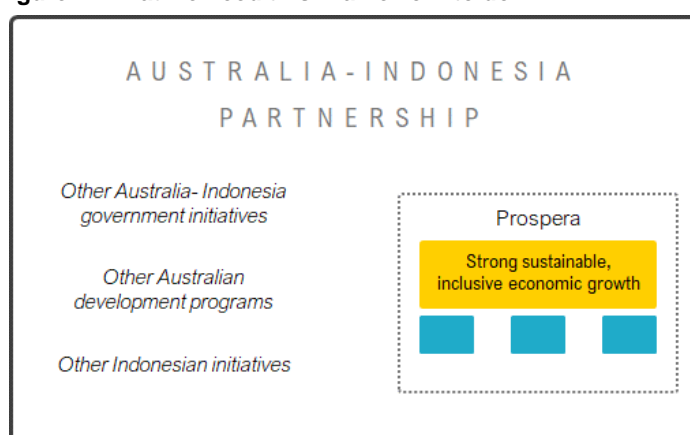 AUSTRALIA-INDONESIA
PARTNERSHIP
Other Australia- Indonesia
government initiatives
Other Australian
development programs
Other Indonesian initiatives
Prospera
Strong sustainable,
inclusive economic growth